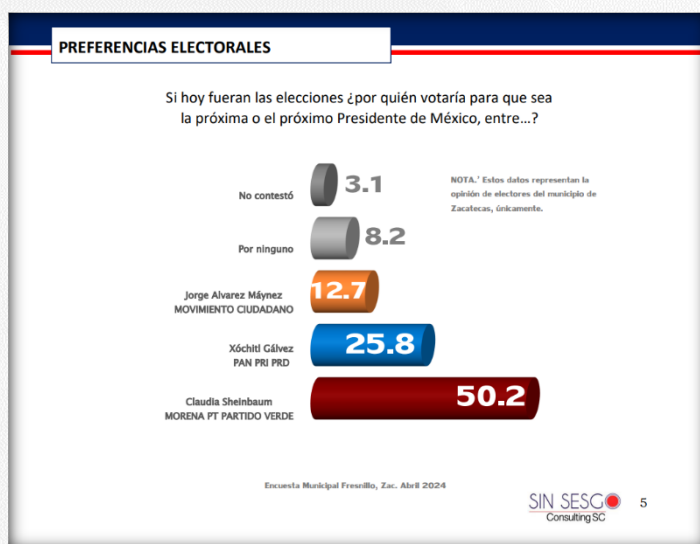 PREFERENCIAS ELECTORALES
Si hoy fueran las elecciones ¿por quién votaría para que sea
la próxima o el próximo Presidente de México, entre...?
No contestó
3.1
NOTA.' Estos datos representan la
opinión de electores del municipio de
Zacatecas, únicamente.
Por ninguno
8.2
Jorge Alvarez Máynez
MOVIMIENTO CIUDADANO
12.7
Xóchitl Gálvez
PAN PRI PRD
25.8
Claudia Sheinbaum
MORENA PT PARTIDO VERDE
50.2
Encuesta Municipal Fresnillo, Zac. Abril 2024
SIN SESGO
Consulting SC
5